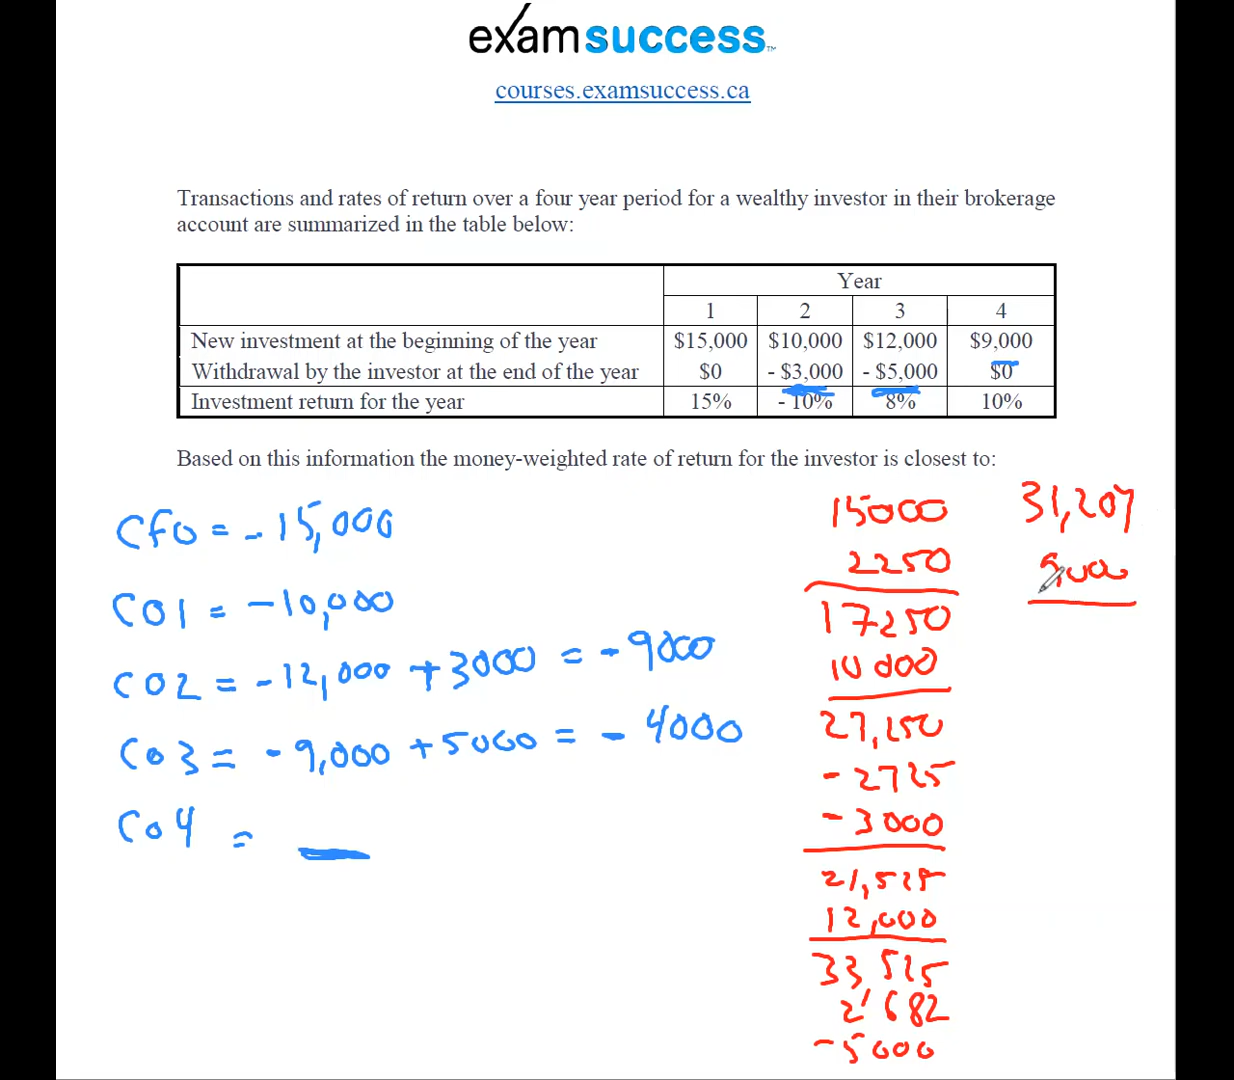 examsuccess™
courses.examsuccess.ca
Transactions and rates of return over a four year period for a wealthy investor in their brokerage
account are summarized in the table below:
Year
1 2 3 4
New investment at the beginning of the year $15,000 $10,000 $12,000 $9,000
Withdrawal by the investor at the end of the year $0 - $3,000 - $5,000 $0
Investment return for the year 15% - 10% 8% 10%
Based on this information the money-weighted rate of return for the investor is closest to:
Cf0 = - 15,000
C01 = -10,000
C02 = -12,000 +3000 = - 9000
C03 = - 9,000 +5000 = - 4000
C04 =
15000
2250
17250
10 000
27,250
- 2725
- 3000
21,525
12,000
33 525
2'682
- 5000
31,207